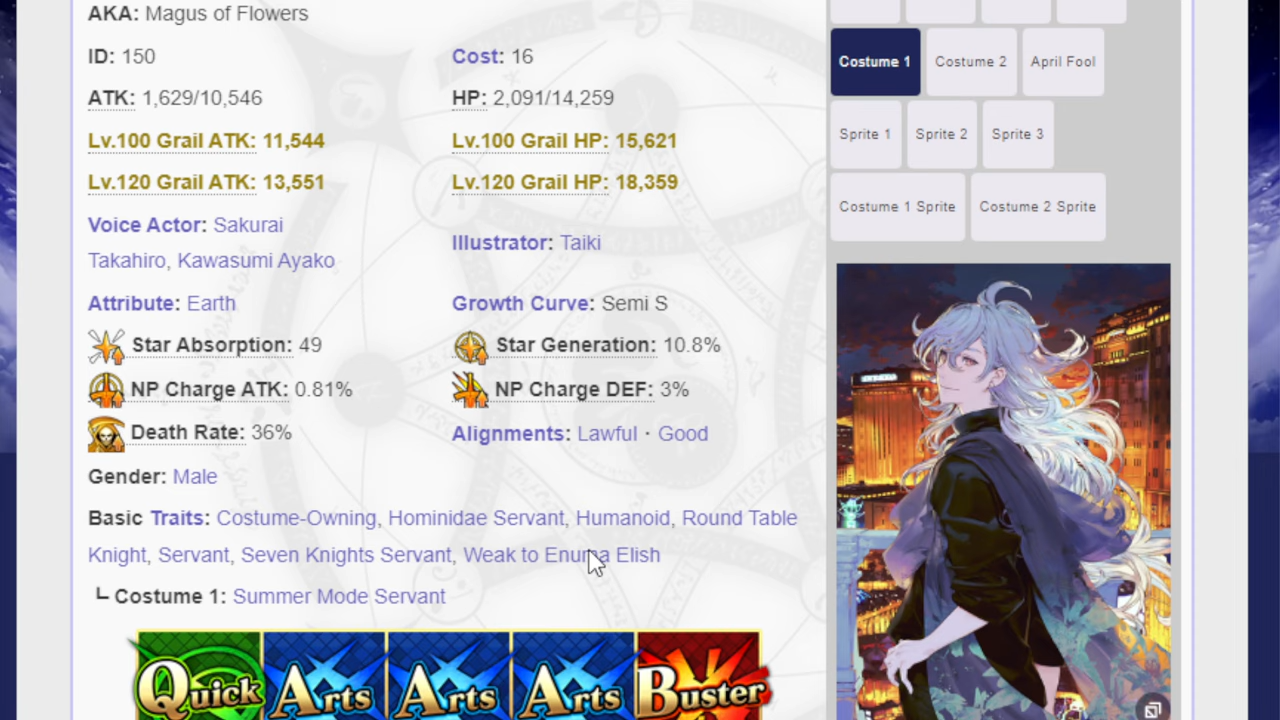 AKA: Magus of Flowers
ID: 150
Cost: 16
ATK: 1,629/10,546
HP: 2,091/14,259
Lv.100 Grail ATK: 11,544
Lv.100 Grail HP: 15,621
Lv.120 Grail ATK: 13,551
Lv.120 Grail HP: 18,359
Voice Actor: Sakurai
Takahiro, Kawasumi Ayako
Illustrator: Taiki
Attribute: Earth
Growth Curve: Semi S
Star Absorption: 49
Star Generation: 10.8%
NP Charge ATK: 0.81%
NP Charge DEF: 3%
Death Rate: 36%
Alignments: Lawful · Good
Gender: Male
Basic Traits: Costume-Owning, Hominidae Servant, Humanoid, Round Table
Knight, Servant, Seven Knights Servant, Weak to Enuma Elish
┗ Costume 1: Summer Mode Servant
Quick Arts Arts Arts Buster
Costume 1 Costume 2 April Fool
Sprite 1 Sprite 2 Sprite 3
Costume 1 Sprite Costume 2 Sprite